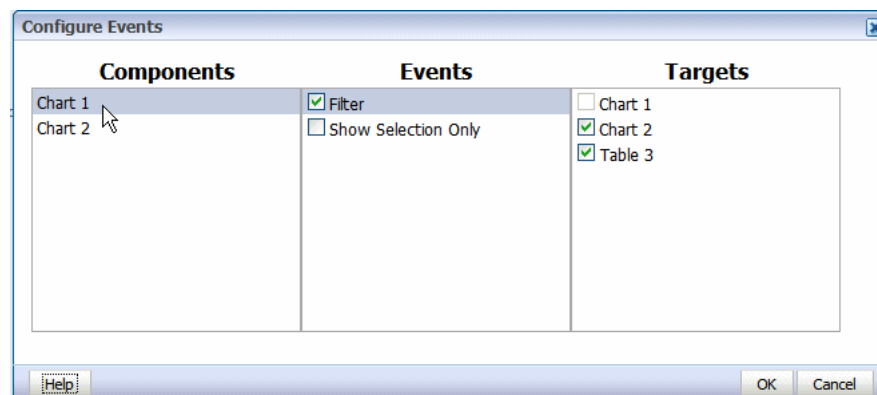 Configure Events
Components
Events
Targets
Chart 1
Filter
Chart 1
Chart 2
Show Selection Only
Chart 2
Table 3
Help
OK
Cancel